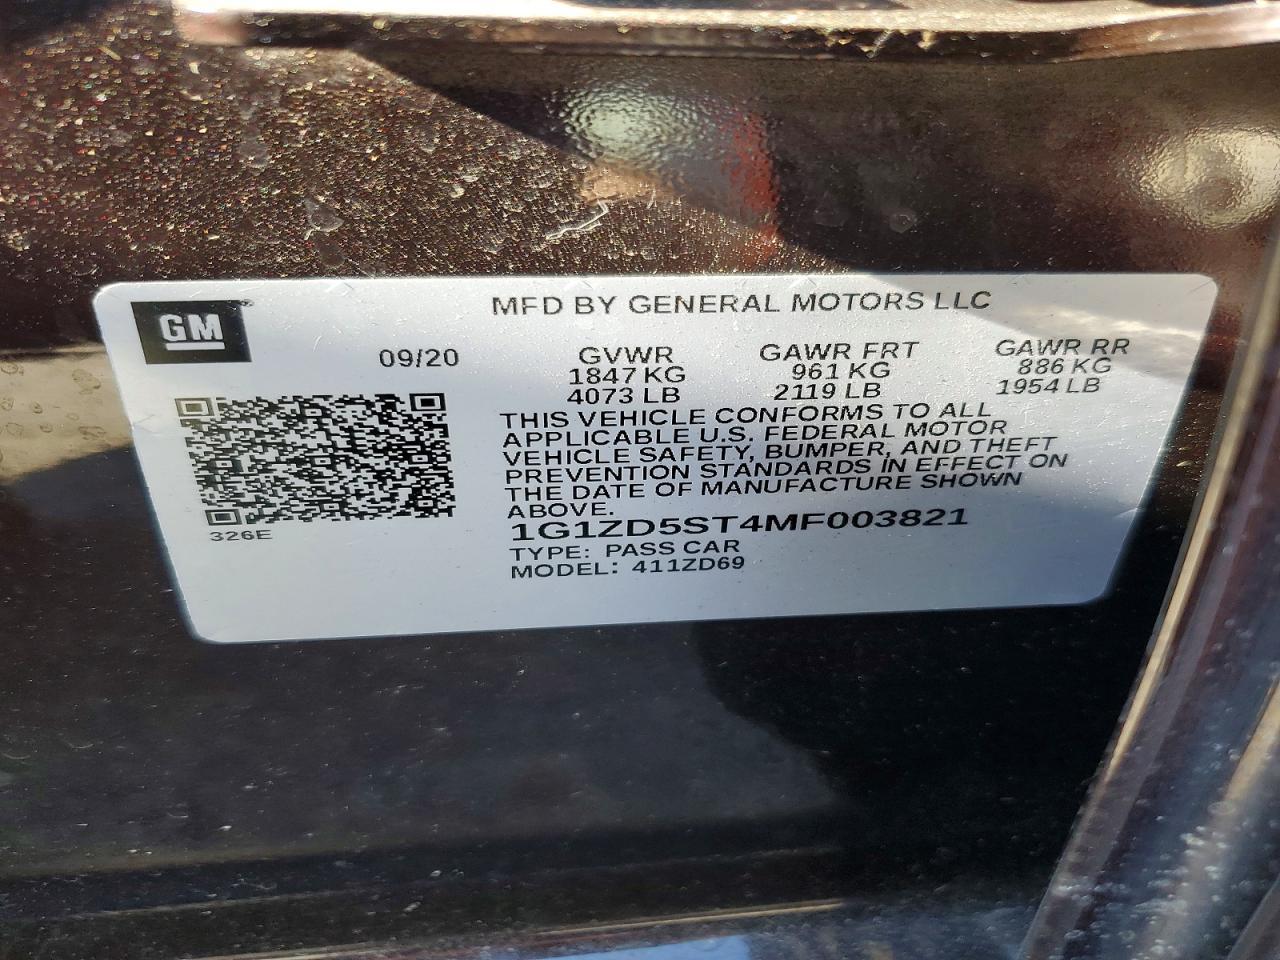 GM
MFD BY GENERAL MOTORS LLC
09/20
GVWR
1847 KG
4073 LB
GAWR FRT
961 KG
2119 LB
GAWR RR
886 KG
1954 LB
THIS VEHICLE CONFORMS TO ALL
APPLICABLE U.S. FEDERAL MOTOR
VEHICLE SAFETY, BUMPER, AND THEFT
PREVENTION STANDARDS IN EFFECT ON
THE DATE OF MANUFACTURE SHOWN
ABOVE.
1G1ZD5ST4MF003821
TYPE: PASS CAR
MODEL: 411ZD69
326E